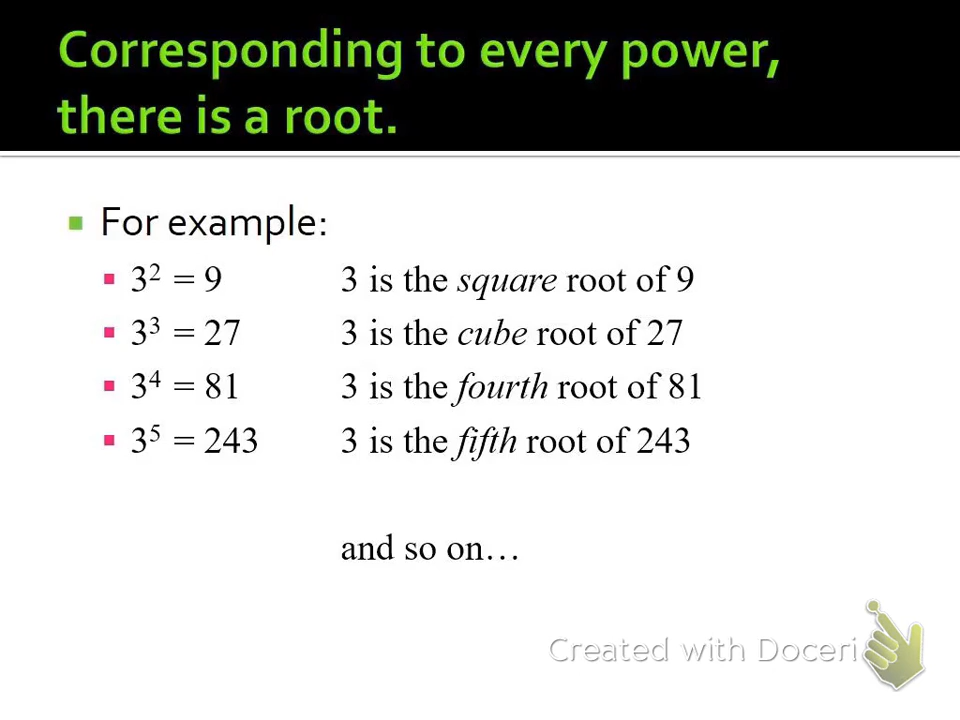 Corresponding to every power,
there is a root.
For example:
3² = 9 3 is the square root of 9
3³ = 27 3 is the cube root of 27
3⁴ = 81 3 is the fourth root of 81
3⁵ = 243 3 is the fifth root of 243
and so on…
Created with Doceri